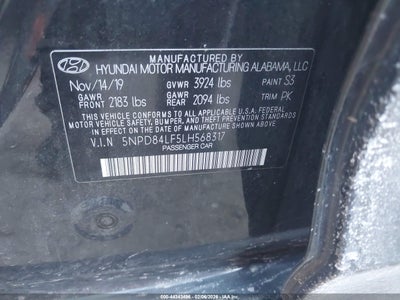 MANUFACTURED BY
HYUNDAI MOTOR MANUFACTURING ALABAMA, LLC
Nov/14/19 GVWR 3924 lbs PAINT S3
GAWR FRONT 2183 lbs GAWR REAR 2094 lbs TRIM PK
THIS VEHICLE CONFORMS TO ALL APPLICABLE U.S.A. FEDERAL
MOTOR VEHICLE SAFETY, BUMPER, AND THEFT PREVENTION
STANDARDS IN EFFECT ON THE DATE OF MANUFACTURE SHOWN ABOVE.
V.I.N 5NPD84LF5LH568317
PASSENGER CAR